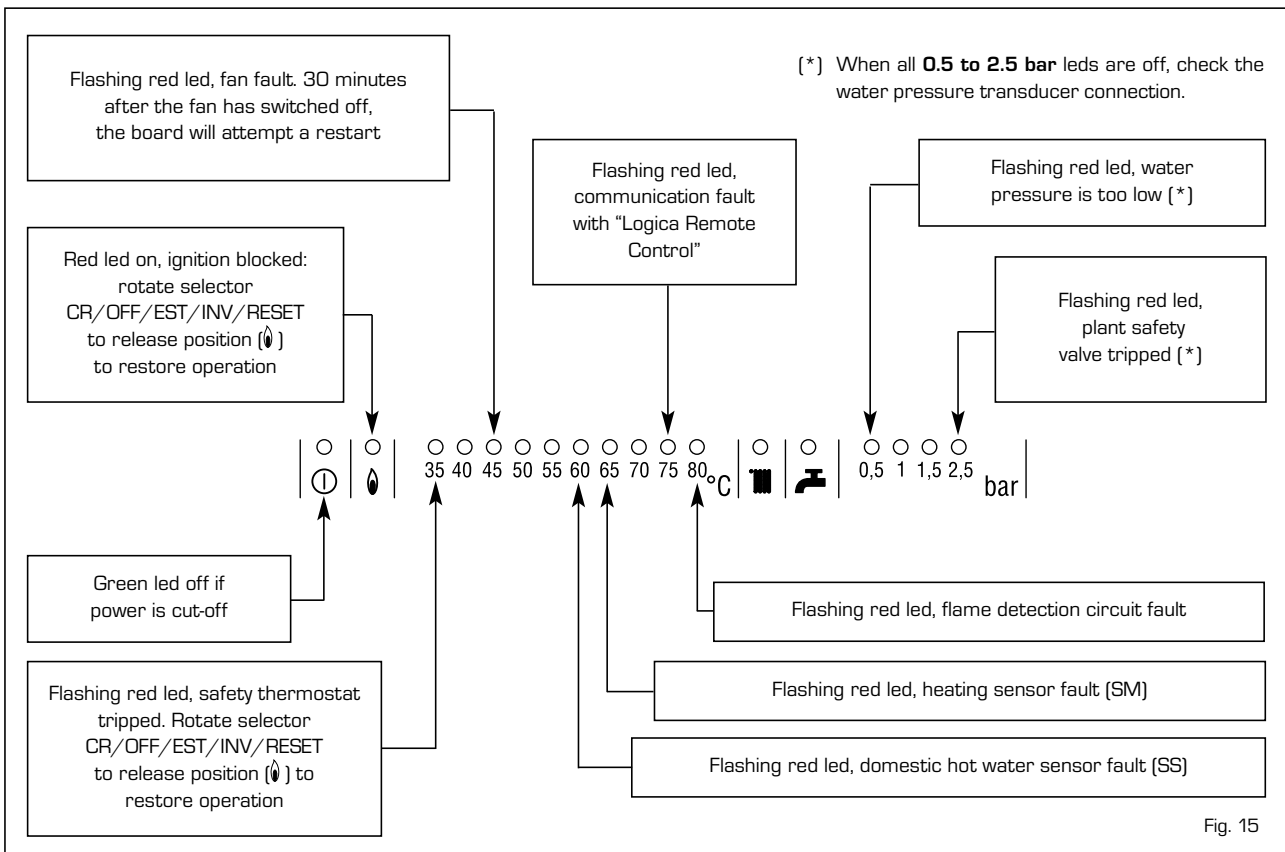 Flashing red led, fan fault. 30 minutes
after the fan has switched off,
the board will attempt a restart
(*) When all 0.5 to 2.5 bar leds are off, check the
water pressure transducer connection.
Flashing red led,
communication fault
with “Logica Remote
Control”
Flashing red led, water
pressure is too low (*)
Red led on, ignition blocked:
rotate selector
CR/OFF/EST/INV/RESET
to release position ( )
to restore operation
Flashing red led,
plant safety
valve tripped (*)
35 40 45 50 55 60 65 70 75 80 °C 0,5 1 1,5 2,5 bar
Green led off if
power is cut-off
Flashing red led, flame detection circuit fault
Flashing red led, safety thermostat
tripped. Rotate selector
CR/OFF/EST/INV/RESET
to release position ( ) to
restore operation
Flashing red led, heating sensor fault (SM)
Flashing red led, domestic hot water sensor fault (SS)
Fig. 15